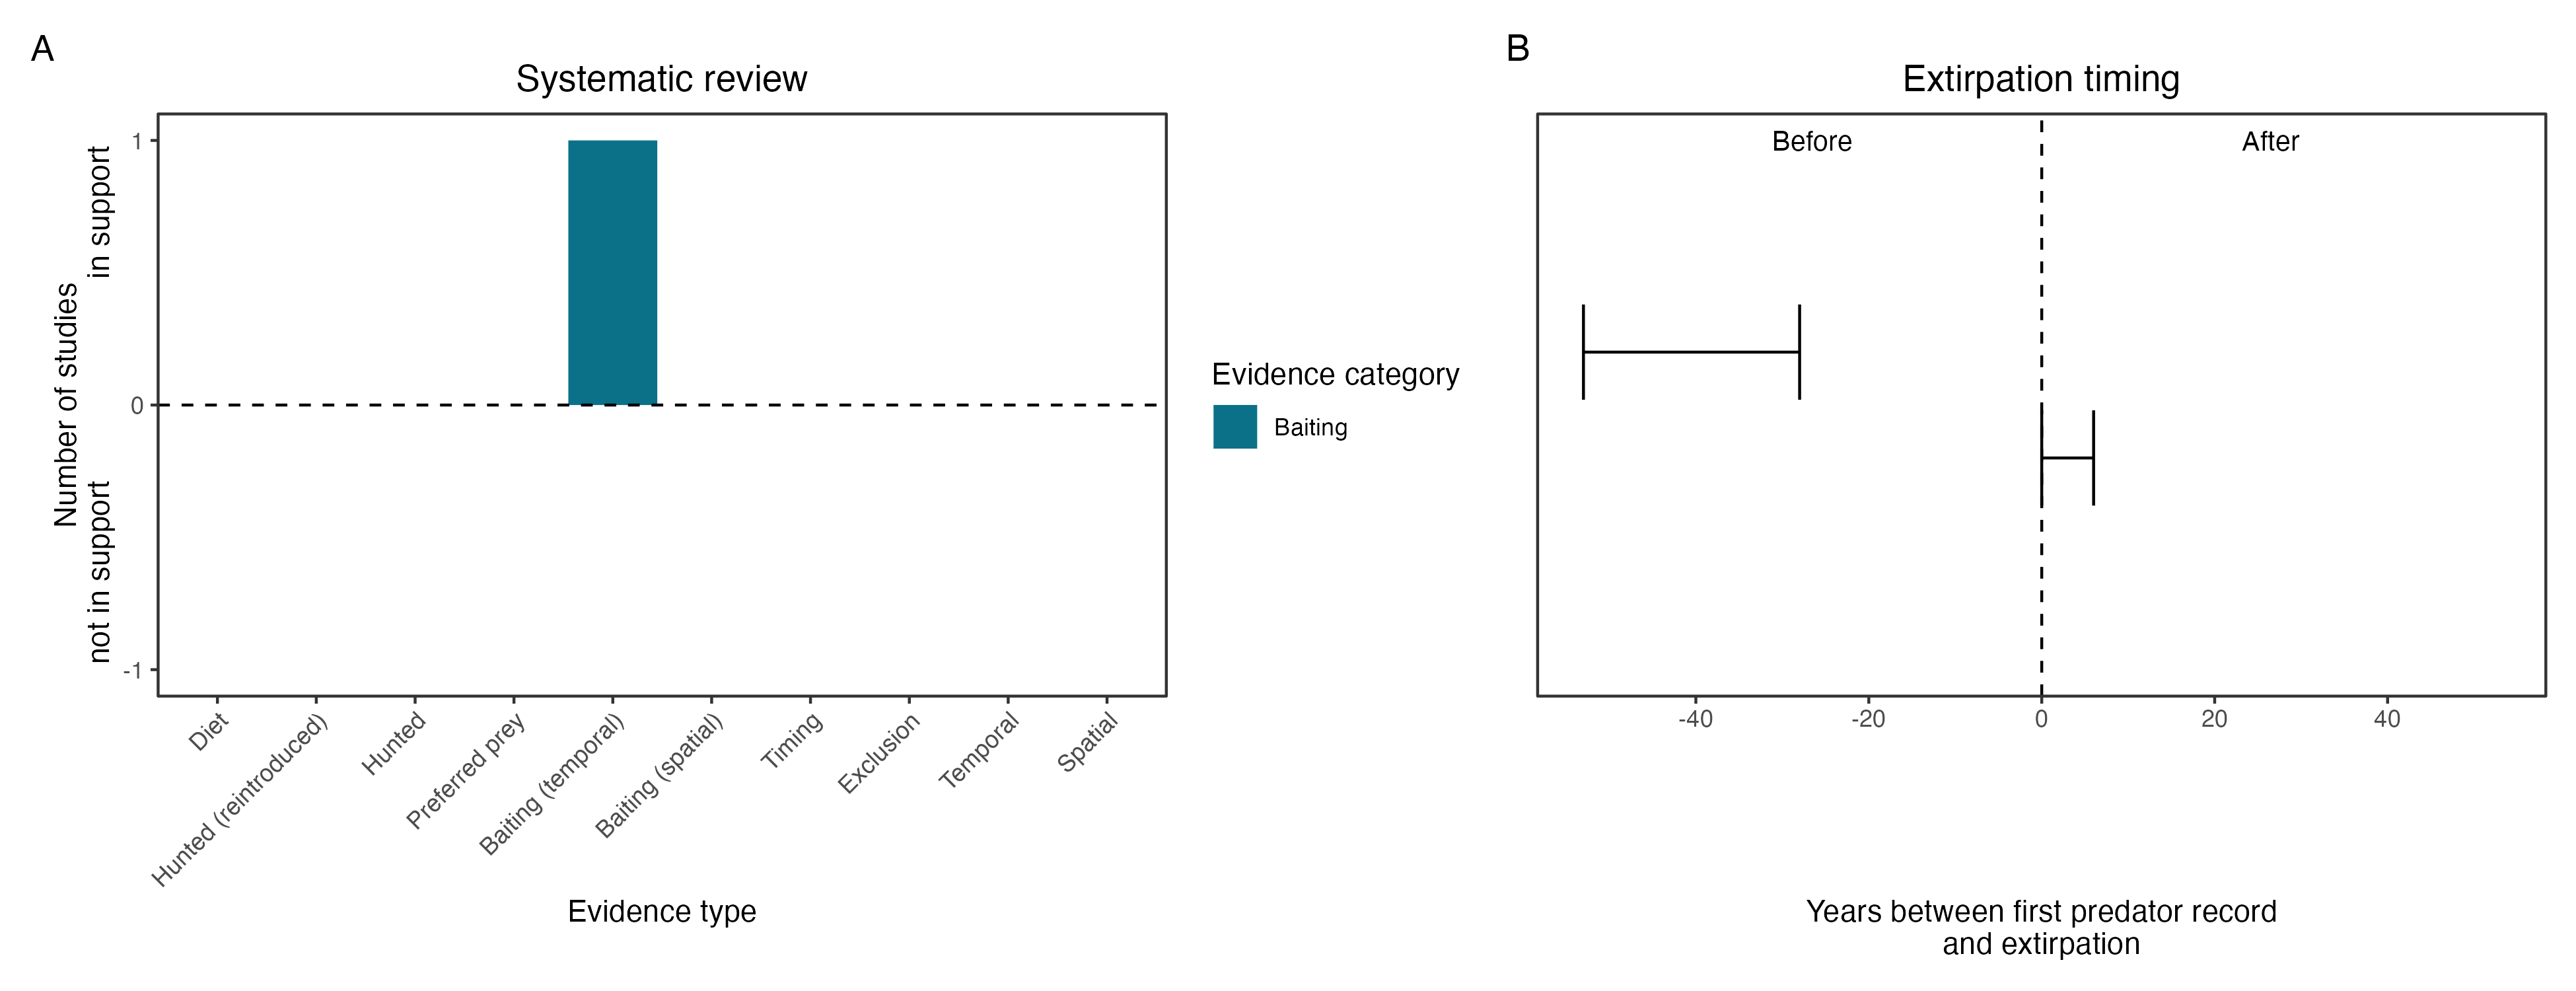 A
Systematic review
1
0
-1
Number of studies
not in support in support
Diet
Hunted (reintroduced)
Hunted
Preferred prey
Baiting (temporal)
Baiting (spatial)
Timing
Exclusion
Temporal
Spatial
Evidence type
Evidence category
Baiting
B
Extirpation timing
Before
After
-40
-20
0
20
40
Years between first predator record
and extirpation